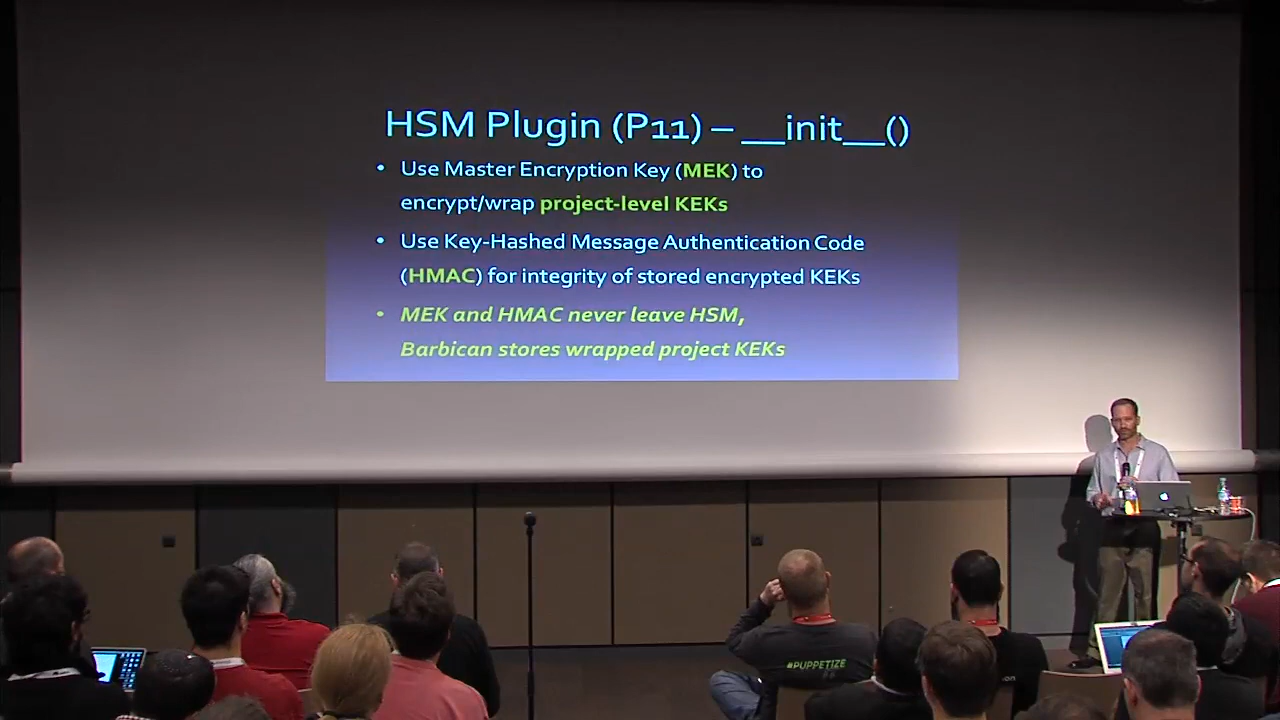 HSM Plugin (P11) – __init__()
• Use Master Encryption Key (MEK) to
encrypt/wrap project-level KEKs
• Use Key-Hashed Message Authentication Code
(HMAC) for integrity of stored encrypted KEKs
• MEK and HMAC never leave HSM,
Barbican stores wrapped project KEKs
#PUPPETIZE